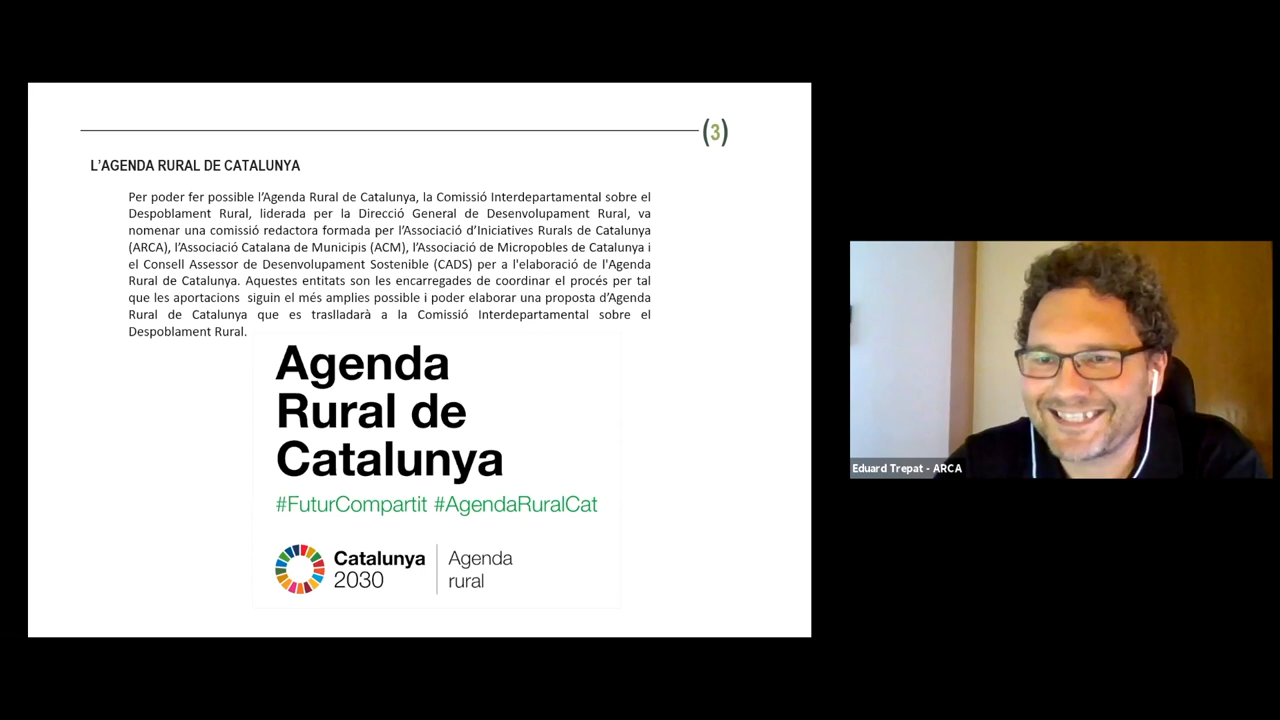 (3)
L'AGENDA RURAL DE CATALUNYA
Per poder fer possible l'Agenda Rural de Catalunya, la Comissió Interdepartamental sobre el
Despoblament Rural, liderada per la Direcció General de Desenvolupament Rural, va
nomenar una comissió redactora formada per l'Associació d'Iniciatives Rurals de Catalunya
(ARCA), l'Associació Catalana de Municipis (ACM), l'Associació de Micropobles de Catalunya i
el Consell Assessor de Desenvolupament Sostenible (CADS) per a l'elaboració de l'Agenda
Rural de Catalunya. Aquestes entitats son les encarregades de coordinar el procés per tal
que les aportacions siguin el més amplies possible i poder elaborar una proposta d'Agenda
Rural de Catalunya que es traslladarà a la Comissió Interdepartamental sobre el
Despoblament Rural.
Agenda
Rural de
Catalunya
#FuturCompartit #AgendaRuralCat
Catalunya
2030
Agenda
rural
Eduard Trepat - ARCA